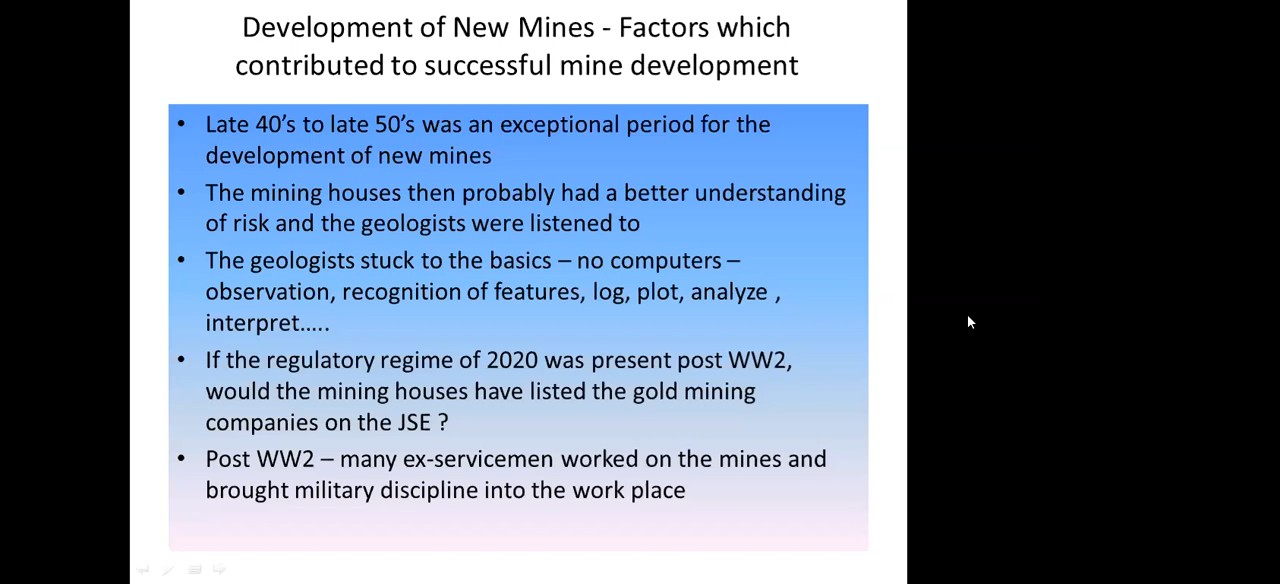 Development of New Mines - Factors which
contributed to successful mine development
• Late 40’s to late 50’s was an exceptional period for the
development of new mines
• The mining houses then probably had a better understanding
of risk and the geologists were listened to
• The geologists stuck to the basics – no computers –
observation, recognition of features, log, plot, analyze ,
interpret…..
• If the regulatory regime of 2020 was present post WW2,
would the mining houses have listed the gold mining
companies on the JSE ?
• Post WW2 – many ex-servicemen worked on the mines and
brought military discipline into the work place